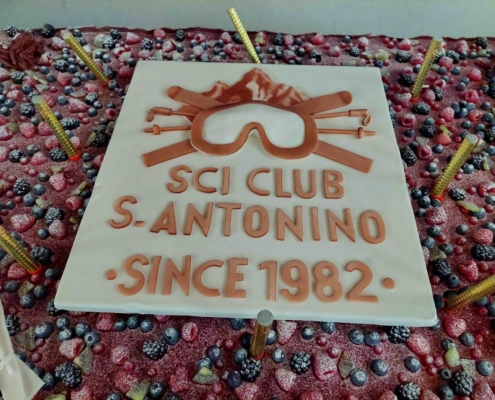 SCI CLUB
S.ANTONINO
·SINCE 1982·